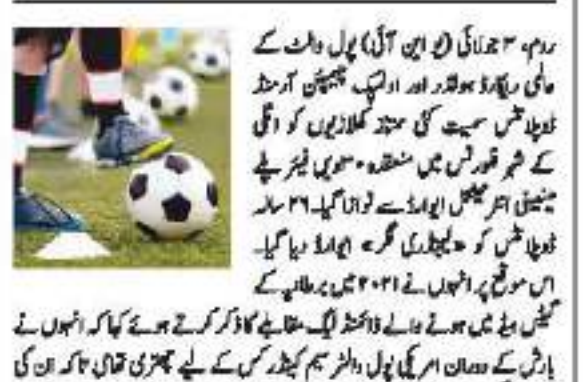 روم، ۳ جولائی (یو این آئی) پول والٹ کے
عالمی ریکارڈ ہولڈر اور اولمپک چیمپئن آرمنڈ
ڈوپلانٹس سمیت کئی ممتاز کھلاڑیوں کو اٹلی
کے شہر فلورنس میں منعقدہ ۳۰ویں فیئر پلے
مینینی انٹرنیشنل ایوارڈ سے نوازا گیا۔ ۲۶ سالہ
ڈوپلانٹس کو «لیجنڈری فگر» ایوارڈ دیا گیا۔
اس موقع پر انہوں نے ۲۰۲۱ میں برطانیہ کے
گیٹس ہیڈ میں ہونے والے ڈائمنڈ لیگ مقابلے کا ذکر کرتے ہوئے کہا کہ انہوں نے
بارش کے دوران امریکی پول والٹر سیم کینڈرکس کے لیے چھتری تھامی تاکہ ان کی